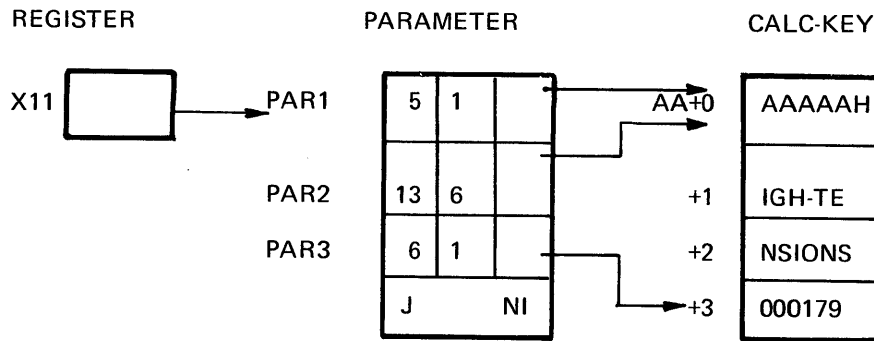 REGISTER PARAMETER CALC-KEY
X11 PAR1 5 1 AA+0 AAAAAH
PAR2 13 6 +1 IGH-TE
PAR3 6 1 +2 NSIONS
J NI +3 000179